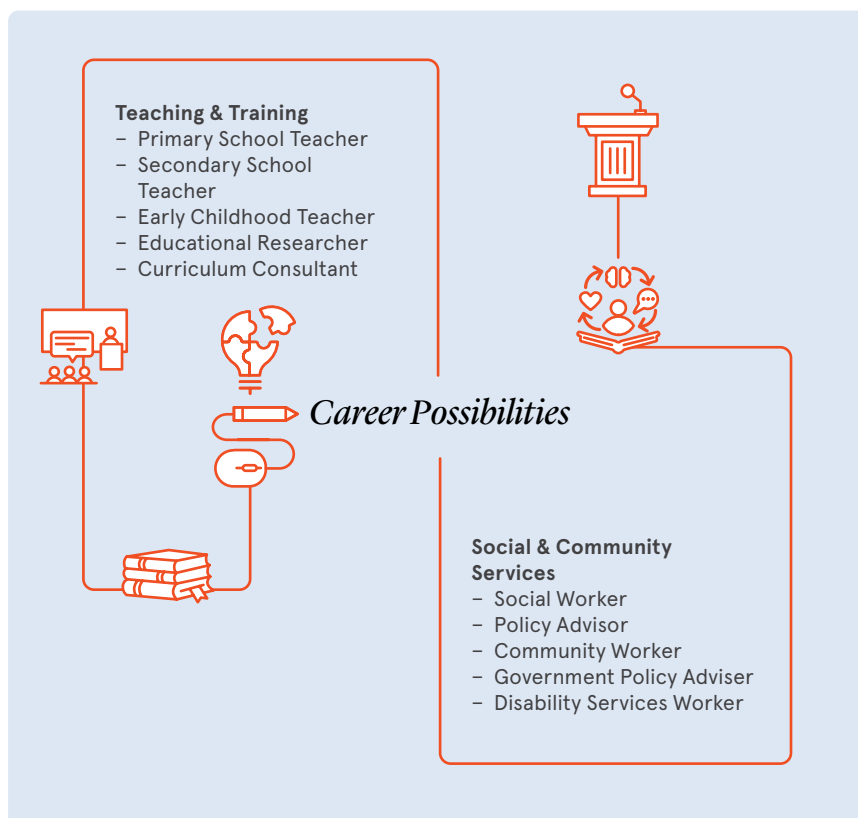 Teaching & Training
– Primary School Teacher
– Secondary School
Teacher
– Early Childhood Teacher
– Educational Researcher
– Curriculum Consultant
Career Possibilities
Social & Community
Services
– Social Worker
– Policy Advisor
– Community Worker
– Government Policy Adviser
– Disability Services Worker